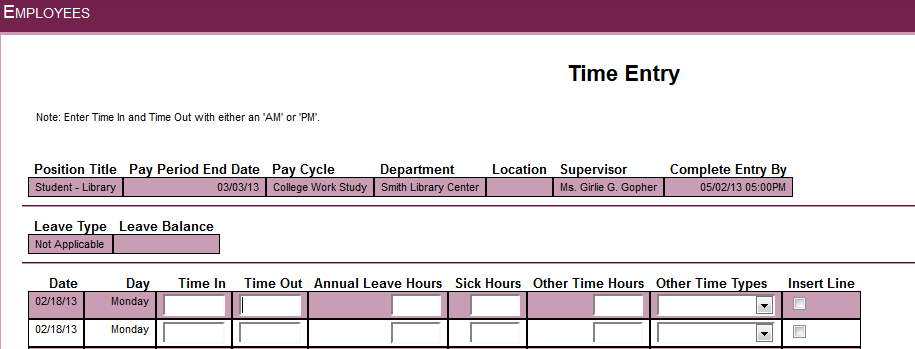 EMPLOYEES
Time Entry
Note: Enter Time In and Time Out with either an 'AM' or 'PM'.
Position Title Pay Period End Date Pay Cycle Department Location Supervisor Complete Entry By
Student - Library 03/03/13 College Work Study Smith Library Center Ms. Girlie G. Gopher 05/02/13 05:00PM
Leave Type Leave Balance
Not Applicable
Date Day Time In Time Out Annual Leave Hours Sick Hours Other Time Hours Other Time Types Insert Line
02/18/13 Monday
02/18/13 Monday